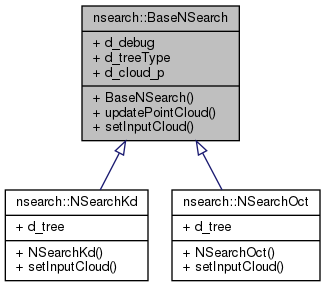 nsearch::BaseNSearch
+ d_debug
+ d_treeType
+ d_cloud_p
+ BaseNSearch()
+ updatePointCloud()
+ setInputCloud()
nsearch::NSearchKd
+ d_tree
+ NSearchKd()
+ setInputCloud()
nsearch::NSearchOct
+ d_tree
+ NSearchOct()
+ setInputCloud()